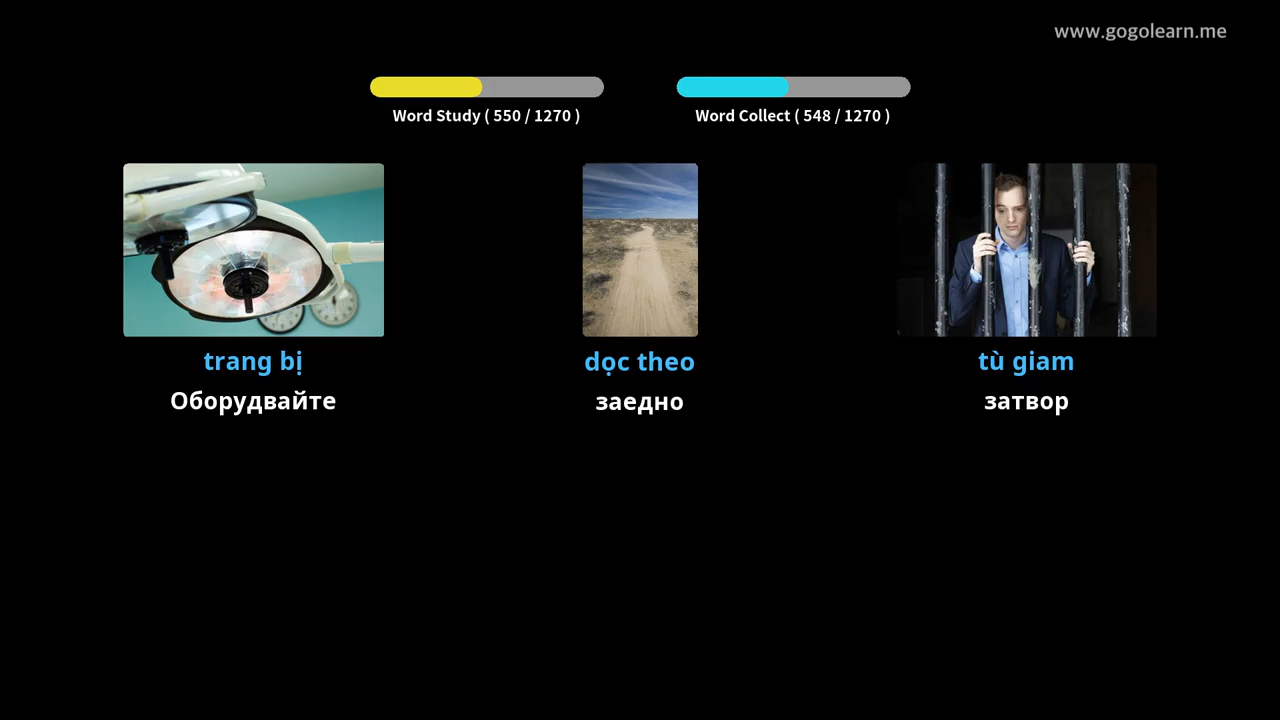 www.gogolearn.me
Word Study ( 550 / 1270 )
Word Collect ( 548 / 1270 )
trang bị
dọc theo
tù giam
Оборудвайте
заедно
затвор